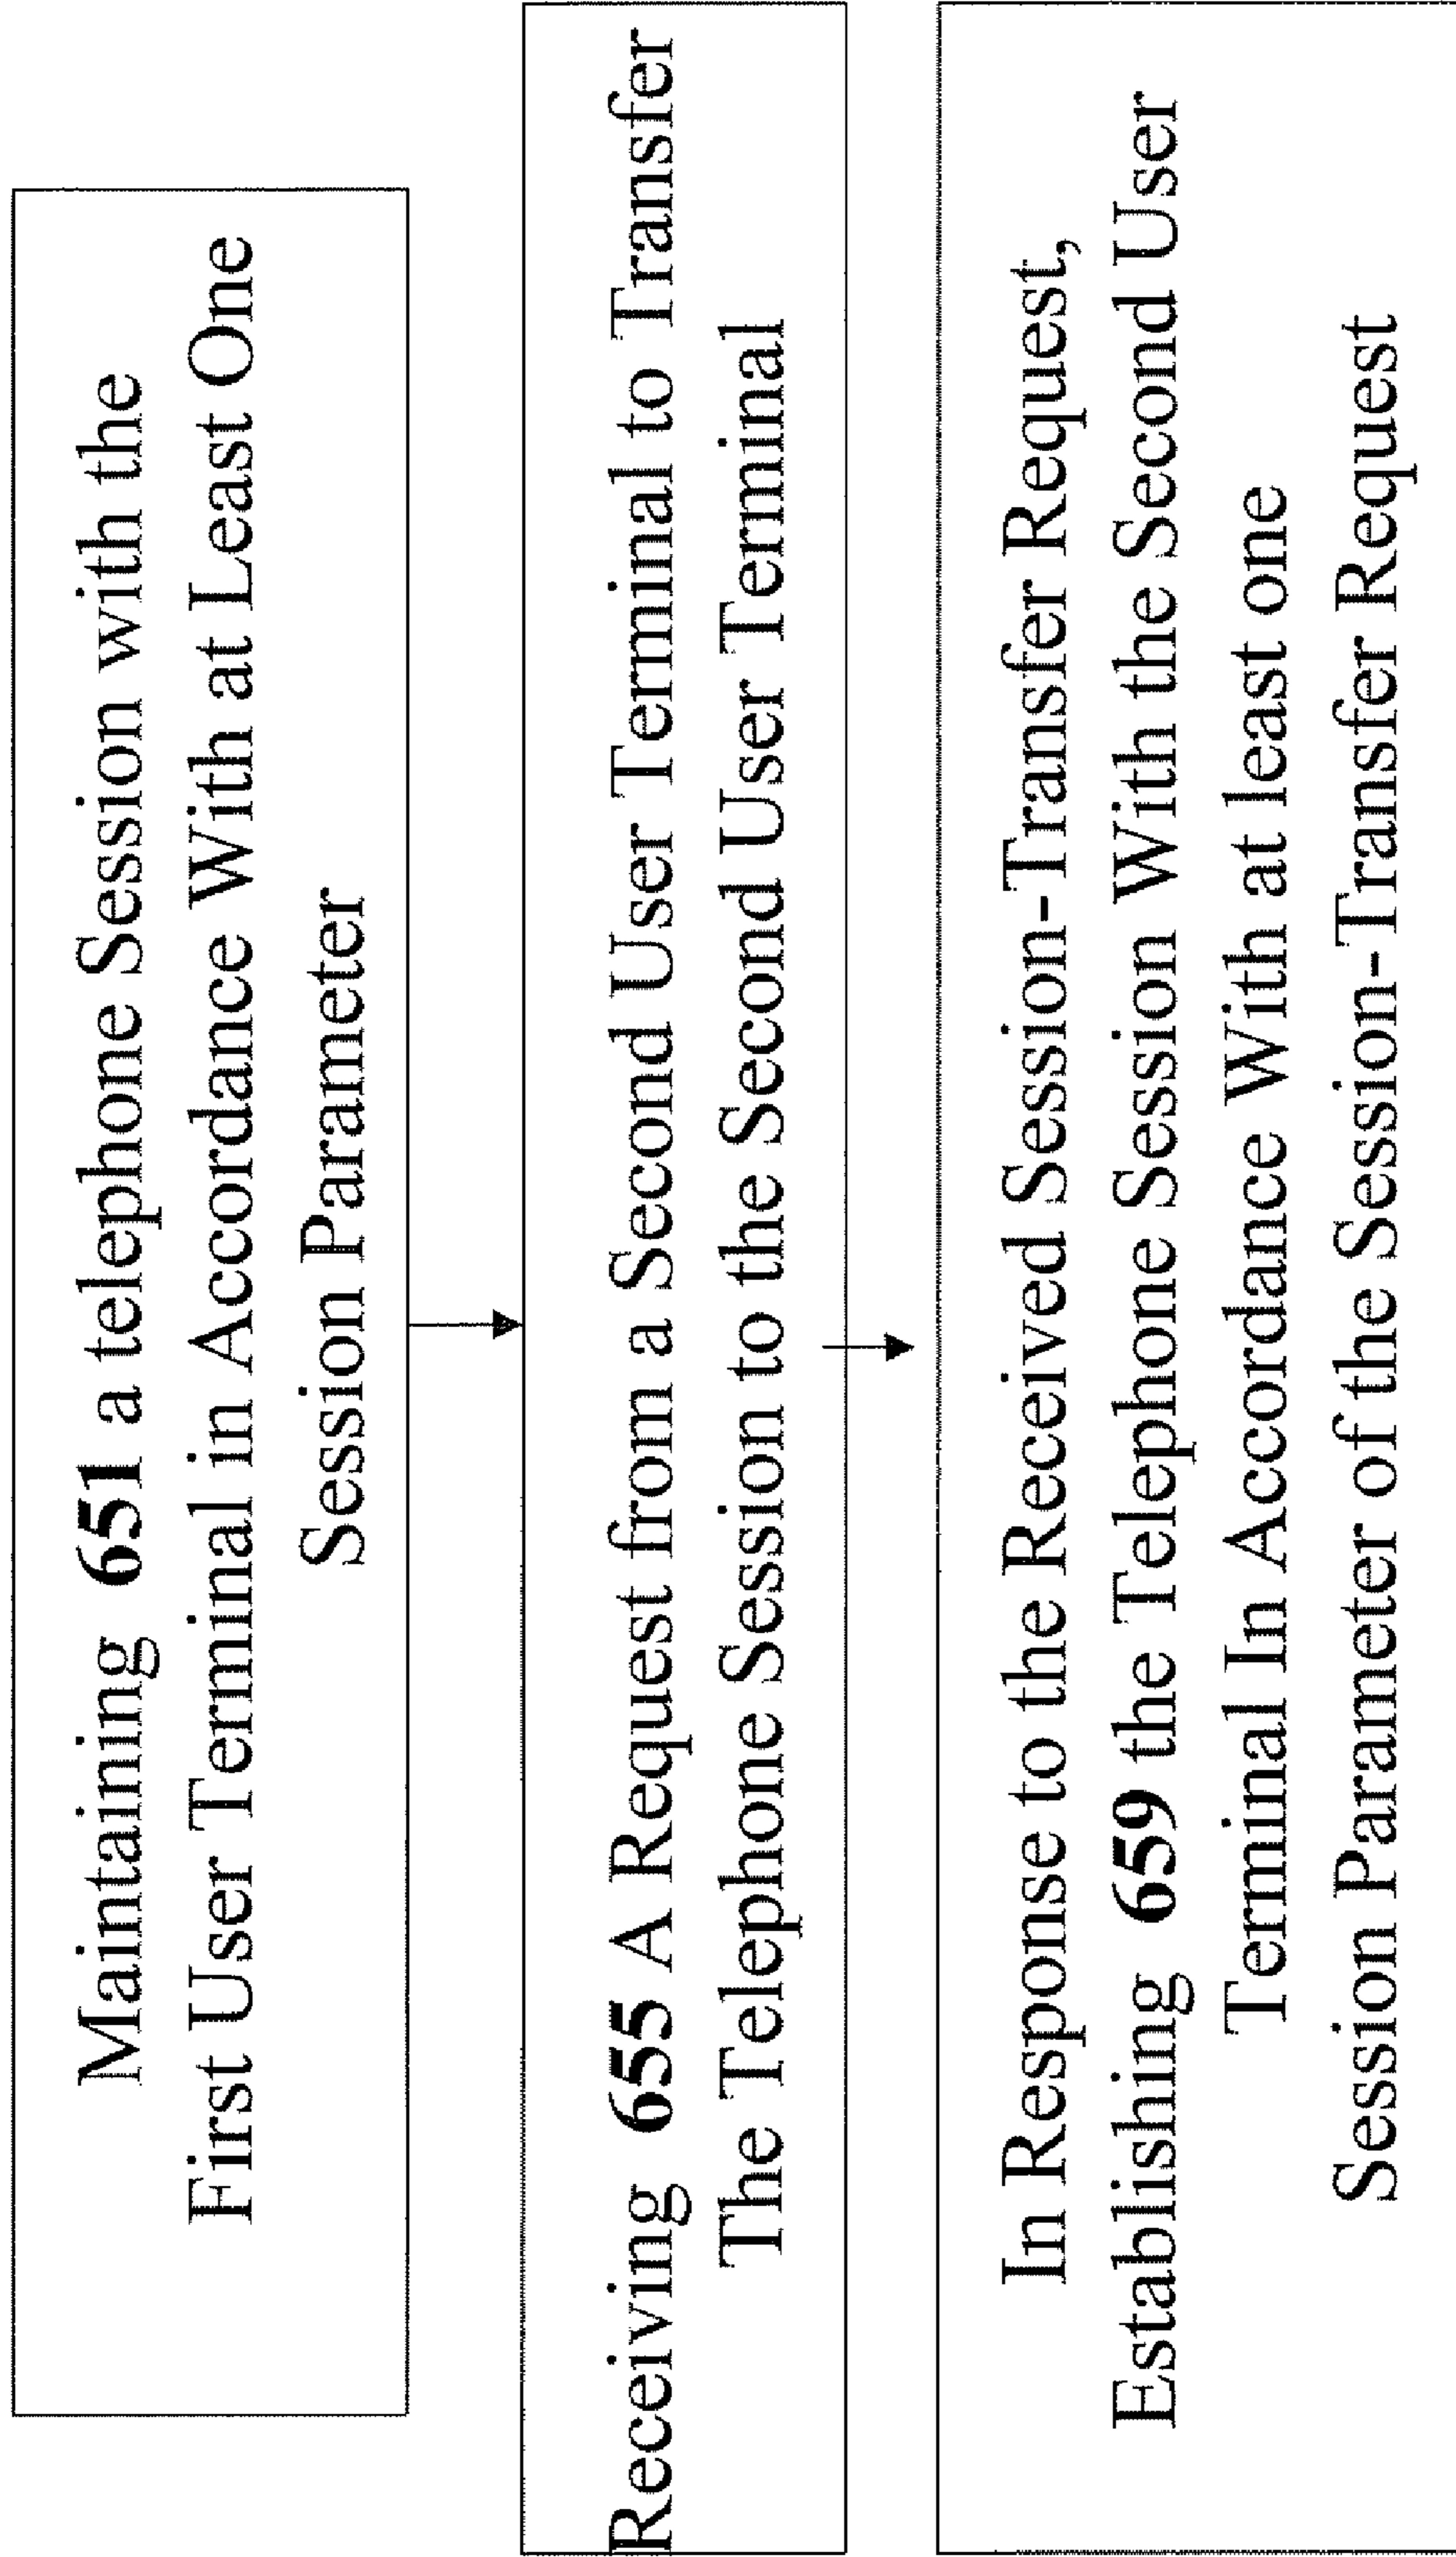 Maintaining 651 a telephone Session with the
First User Terminal in Accordance With at Least One
Session Parameter
Receiving 655 A Request from a Second User Terminal to Transfer
The Telephone Session to the Second User Terminal
In Response to the Received Session-Transfer Request,
Establishing 659 the Telephone Session With the Second User
Terminal In Accordance With at least one
Session Parameter of the Session-Transfer Request